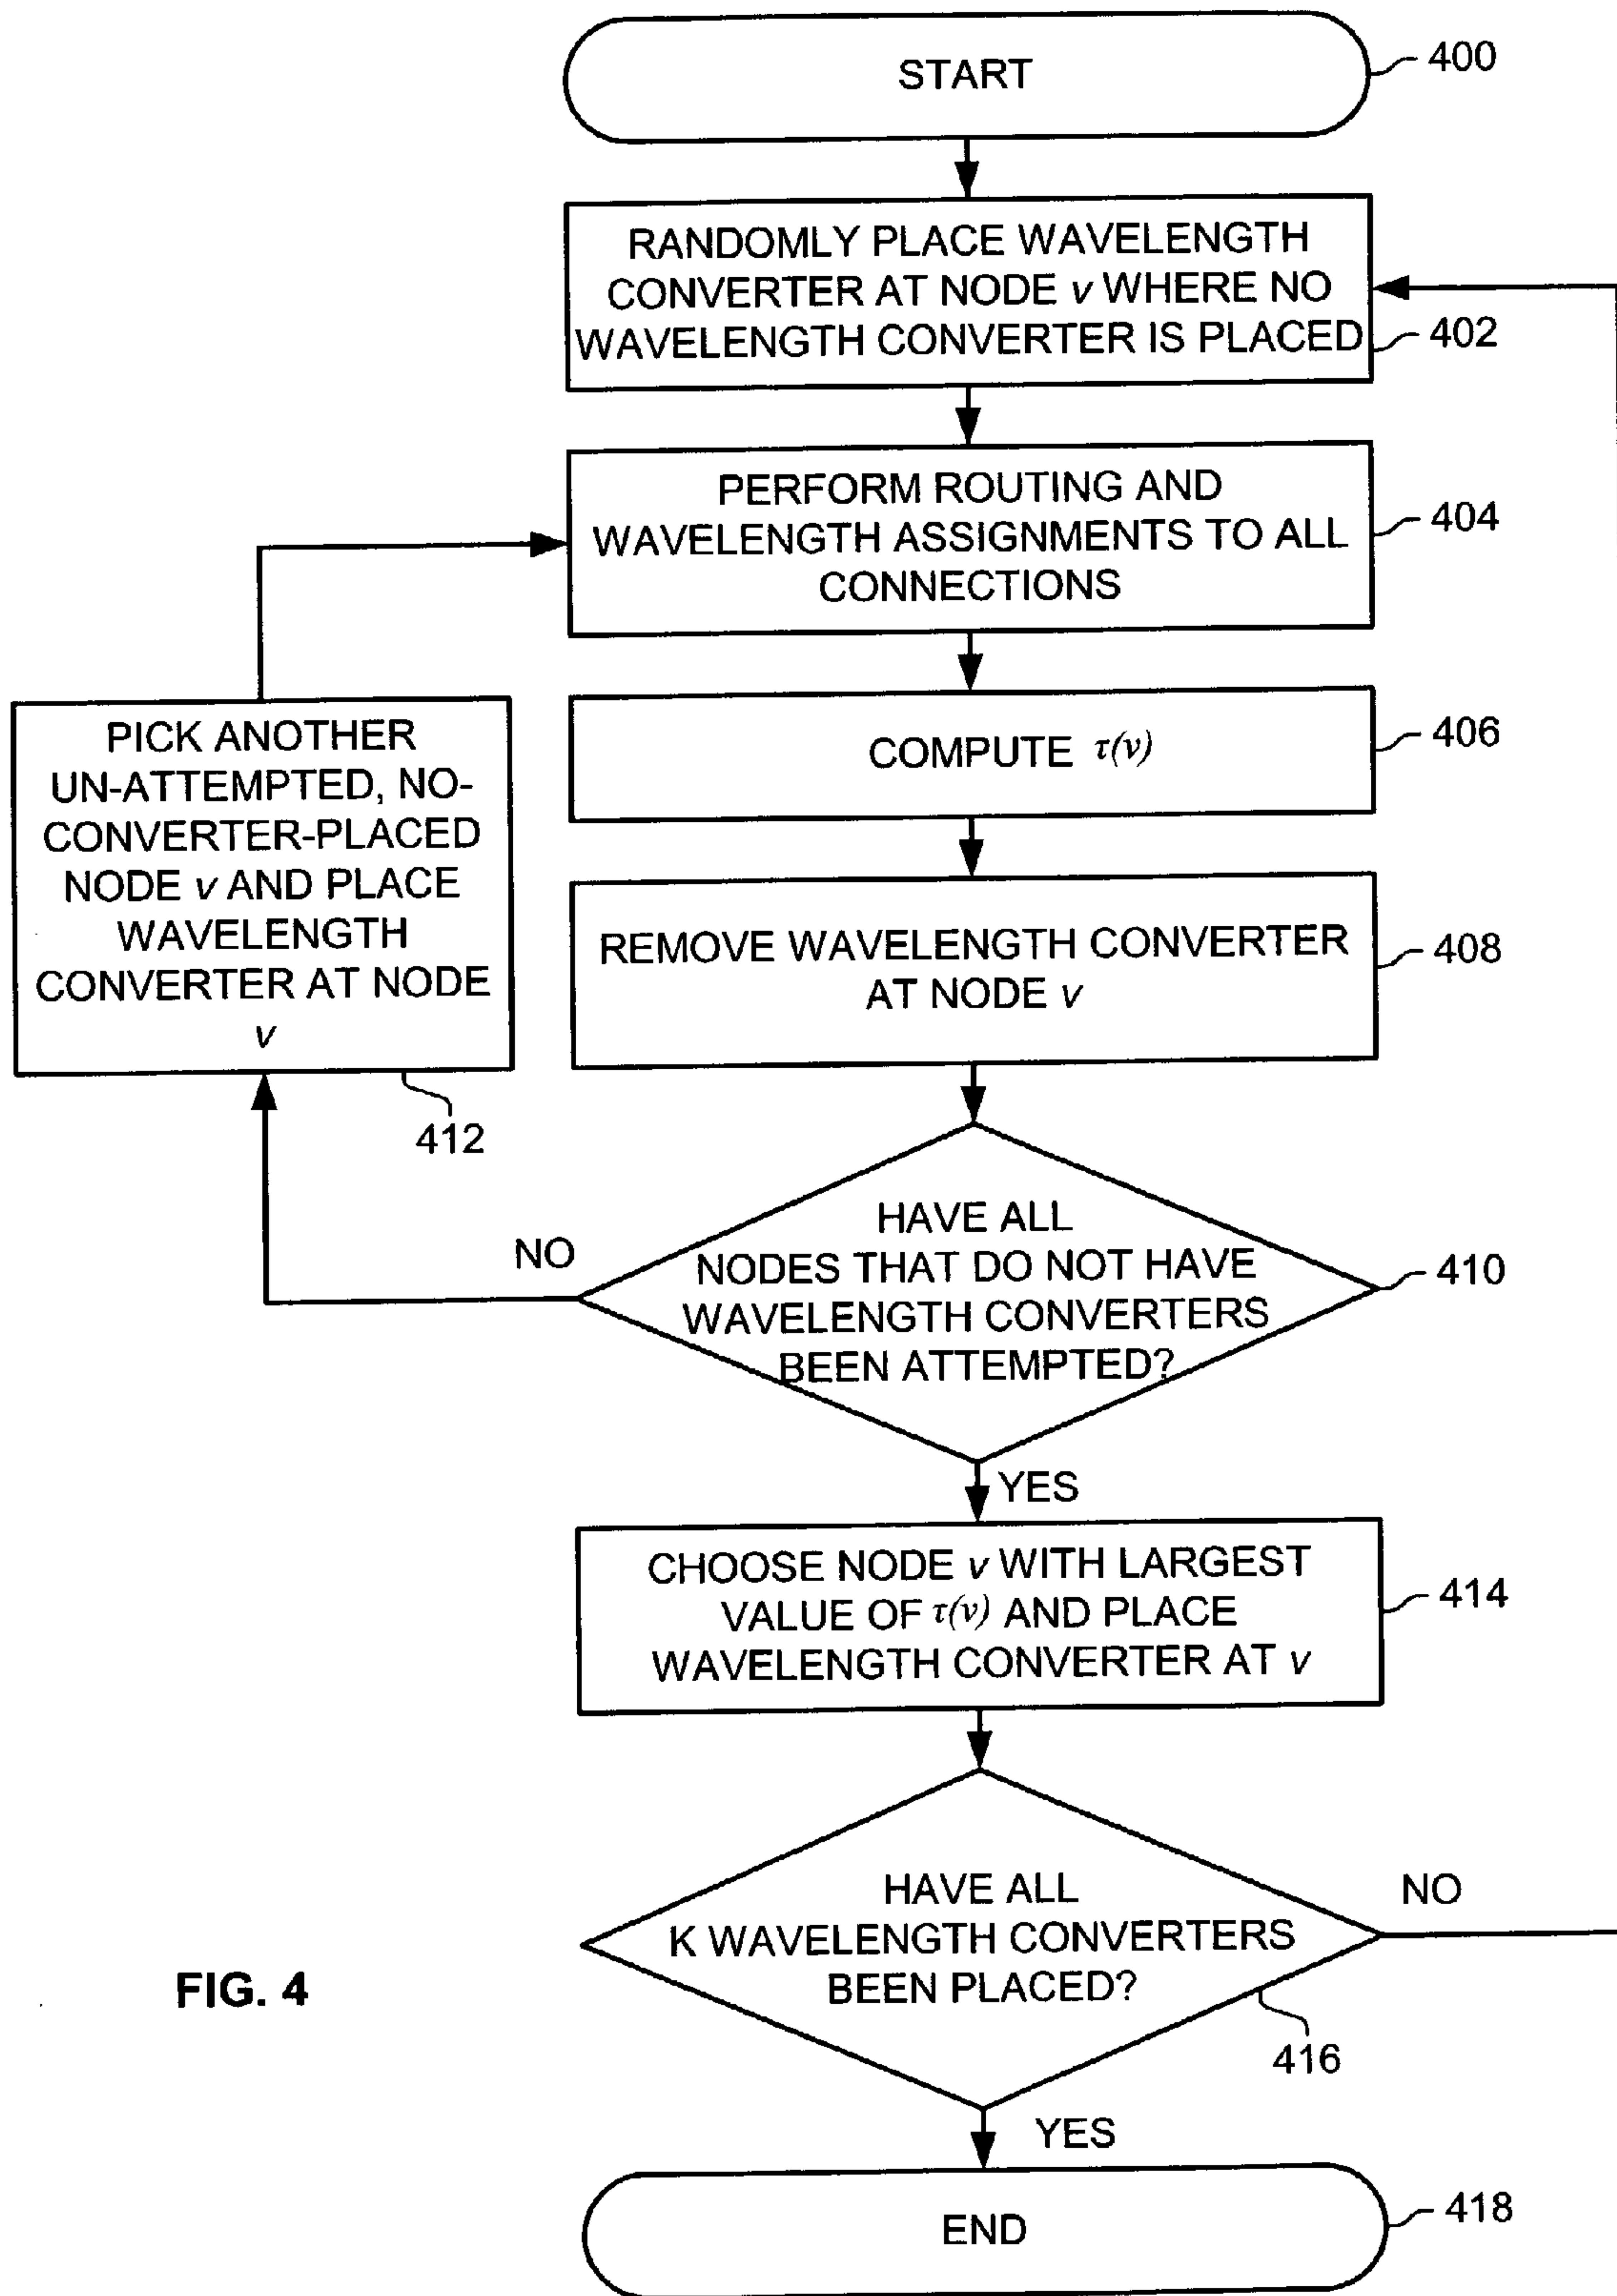 START
400
RANDOMLY PLACE WAVELENGTH
CONVERTER AT NODE v WHERE NO
WAVELENGTH CONVERTER IS PLACED
402
PERFORM ROUTING AND
WAVELENGTH ASSIGNMENTS TO ALL
CONNECTIONS
404
COMPUTE τ(v)
406
PICK ANOTHER
UN-ATTEMPTED, NO-
CONVERTER-PLACED
NODE v AND PLACE
WAVELENGTH
CONVERTER AT NODE
v
412
REMOVE WAVELENGTH CONVERTER
AT NODE v
408
HAVE ALL
NODES THAT DO NOT HAVE
WAVELENGTH CONVERTERS
BEEN ATTEMPTED?
410
NO
YES
CHOOSE NODE v WITH LARGEST
VALUE OF τ(v) AND PLACE
WAVELENGTH CONVERTER AT v
414
HAVE ALL
K WAVELENGTH CONVERTERS
BEEN PLACED?
NO
416
FIG. 4
YES
END
418